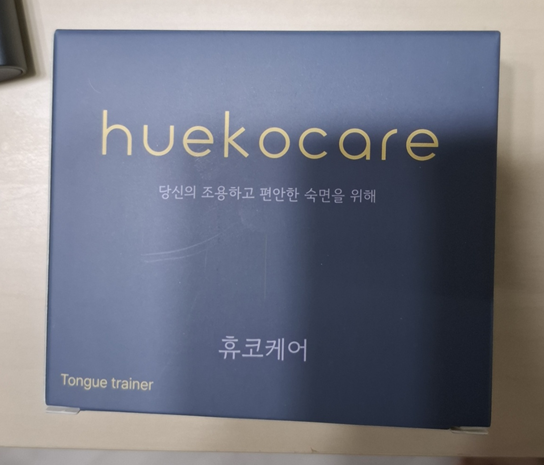 huekocare
당신의 조용하고 편안한 숙면을 위해
휴코케어
Tongue trainer